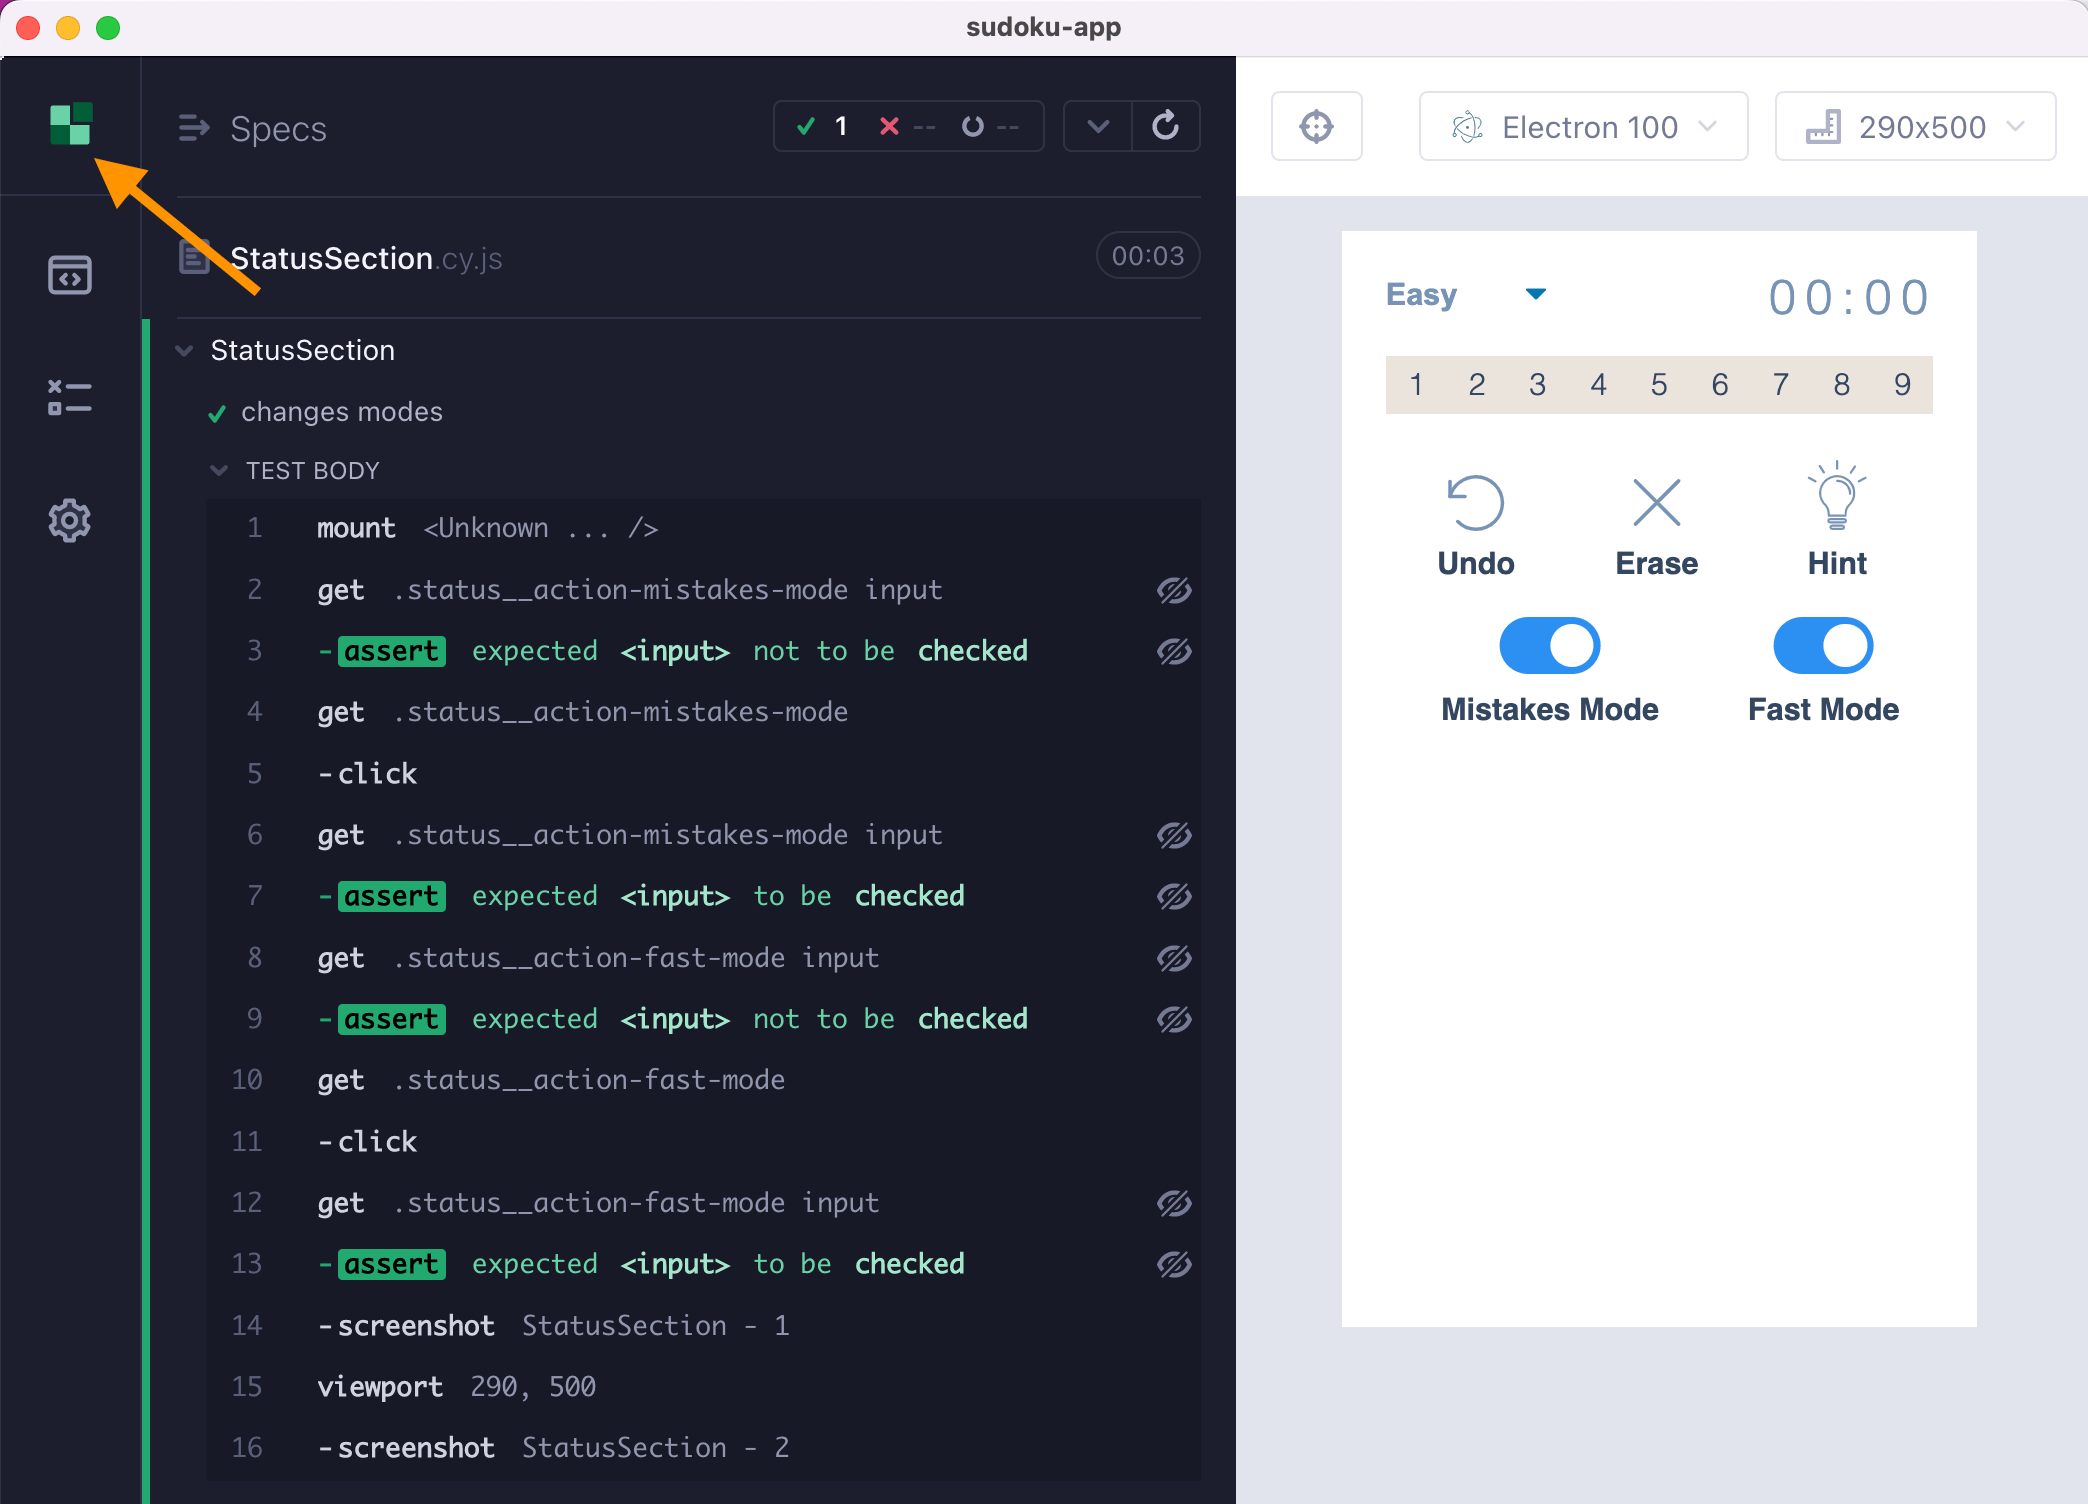 sudoku-app
Specs
1 -- --
StatusSection.cy.js
00:03
StatusSection
changes modes
TEST BODY
1 mount <Unknown ... />
2 get .status__action-mistakes-mode input
3 -assert expected <input> not to be checked
4 get .status__action-mistakes-mode
5 -click
6 get .status__action-mistakes-mode input
7 -assert expected <input> to be checked
8 get .status__action-fast-mode input
9 -assert expected <input> not to be checked
10 get .status__action-fast-mode
11 -click
12 get .status__action-fast-mode input
13 -assert expected <input> to be checked
14 -screenshot StatusSection - 1
15 viewport 290, 500
16 -screenshot StatusSection - 2
Electron 100
290x500
Easy
00:00
1 2 3 4 5 6 7 8 9
Undo Erase Hint
Mistakes Mode Fast Mode